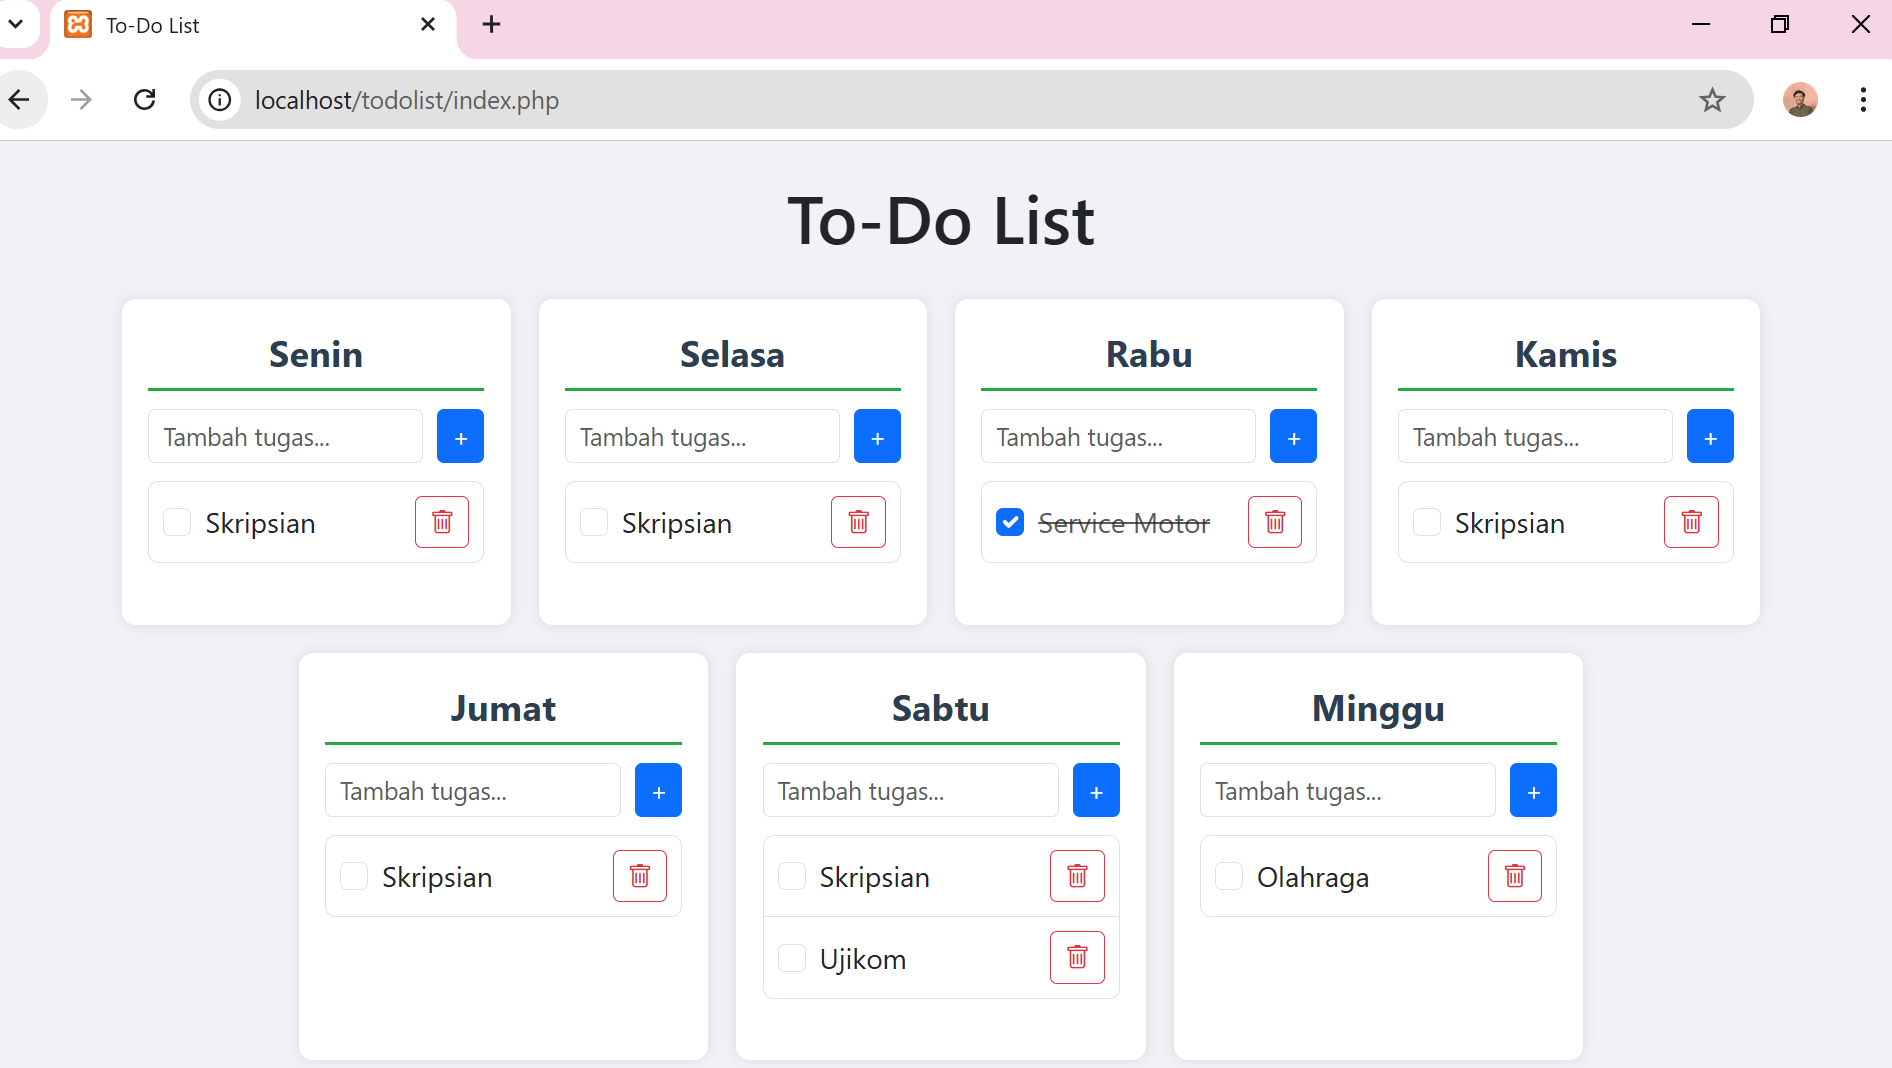 To-Do List
localhost/todolist/index.php
To-Do List
Senin
Tambah tugas...
+
Skripsian
Selasa
Tambah tugas...
+
Skripsian
Rabu
Tambah tugas...
+
Service Motor
Kamis
Tambah tugas...
+
Skripsian
Jumat
Tambah tugas...
+
Skripsian
Sabtu
Tambah tugas...
+
Skripsian
Ujikom
Minggu
Tambah tugas...
+
Olahraga